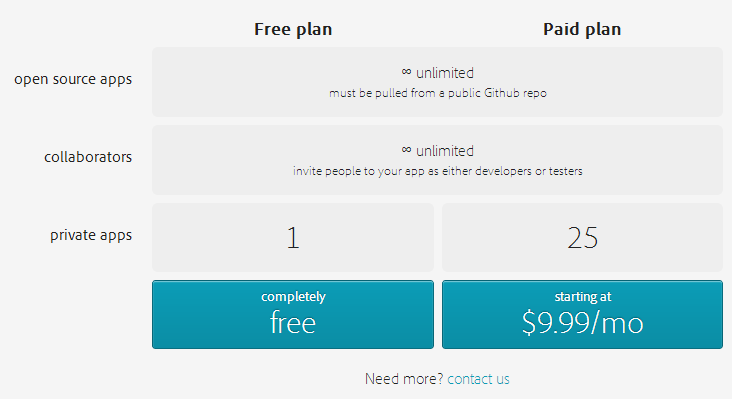 Free plan Paid plan
open source apps
∞ unlimited
must be pulled from a public Github repo
collaborators
∞ unlimited
invite people to your app as either developers or testers
private apps
1 25
completely
free
starting at
$9.99/mo
Need more? contact us